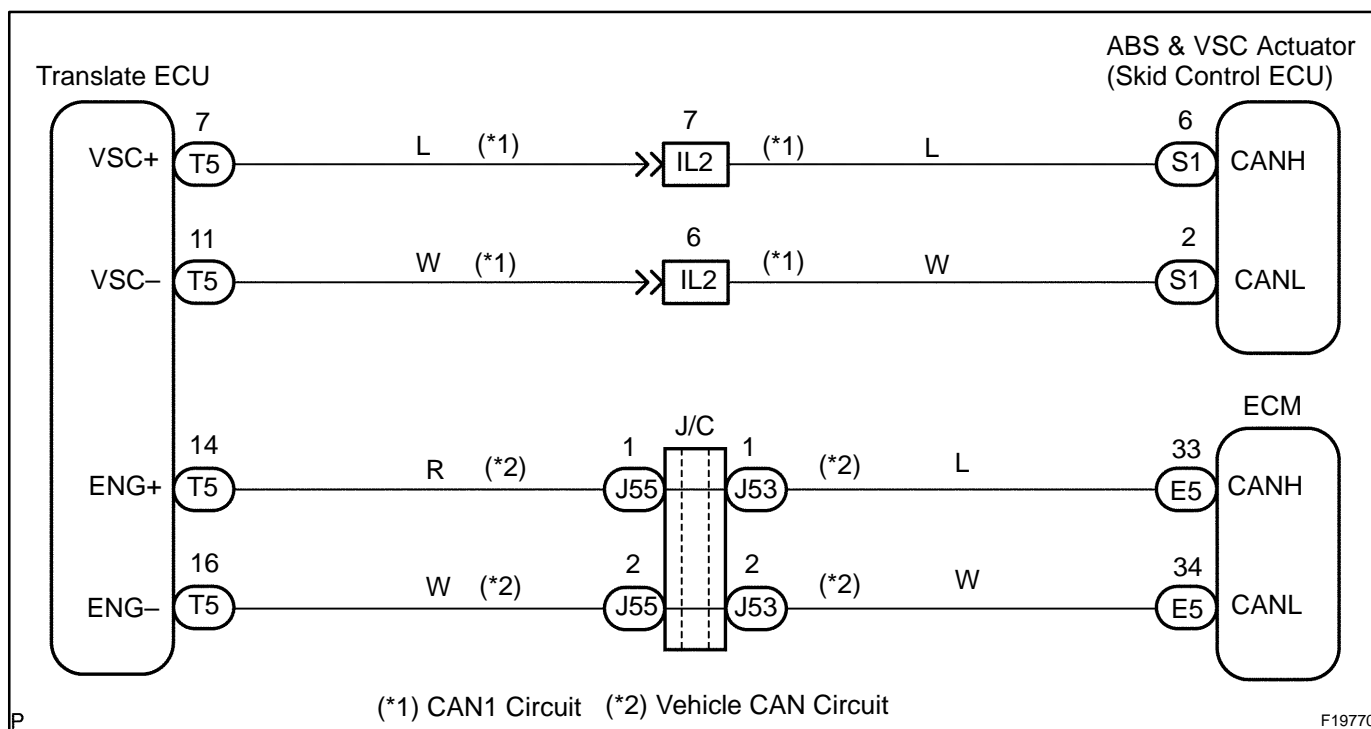 ABS & VSC Actuator
(Skid Control ECU)
Translate ECU
7 7 6
VSC+ T5 L (*1) IL2 (*1) L S1 CANH
11 6 2
VSC– T5 W (*1) IL2 (*1) W S1 CANL
ECM
J/C
14 1 1 33
ENG+ T5 R (*2) J55 J53 (*2) L E5 CANH
16 2 2 34
ENG– T5 W (*2) J55 J53 (*2) W E5 CANL
(*1) CAN1 Circuit (*2) Vehicle CAN Circuit
P F19770